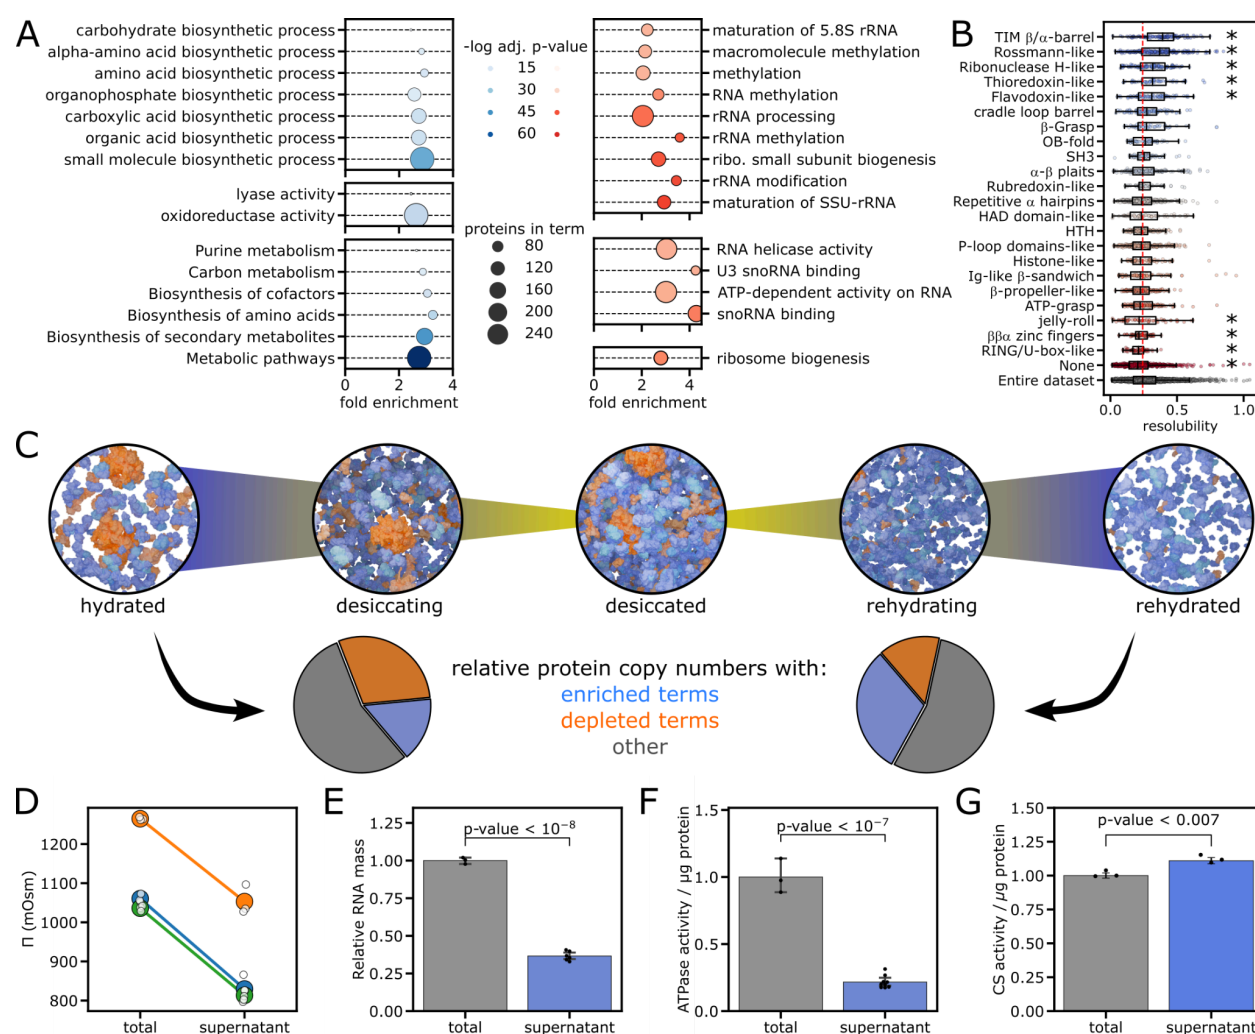 A
carbohydrate biosynthetic process
alpha-amino acid biosynthetic process
amino acid biosynthetic process
organophosphate biosynthetic process
carboxylic acid biosynthetic process
organic acid biosynthetic process
small molecule biosynthetic process
lyase activity
oxidoreductase activity
Purine metabolism
Carbon metabolism
Biosynthesis of cofactors
Biosynthesis of amino acids
Biosynthesis of secondary metabolites
Metabolic pathways
0 2 4
fold enrichment
-log adj. p-value
15
30
45
60
proteins in term
80
120
160
200
240
maturation of 5.8S rRNA
macromolecule methylation
methylation
RNA methylation
rRNA processing
rRNA methylation
ribo. small subunit biogenesis
rRNA modification
maturation of SSU-rRNA
RNA helicase activity
U3 snoRNA binding
ATP-dependent activity on RNA
snoRNA binding
ribosome biogenesis
0 2 4
fold enrichment
B
TIM β/α-barrel *
Rossmann-like *
Ribonuclease H-like *
Thioredoxin-like *
Flavodoxin-like *
cradle loop barrel
β-Grasp
OB-fold
SH3
α-β plaits
Rubredoxin-like
Repetitive α hairpins
HAD domain-like
HTH
P-loop domains-like
Histone-like
Ig-like β-sandwich
β-propeller-like
ATP-grasp
jelly-roll *
ββα zinc fingers *
RING/U-box-like *
None *
Entire dataset
0.0 0.5 1.0
resolubility
C
hydrated
desiccating
desiccated
rehydrating
rehydrated
relative protein copy numbers with:
enriched terms
depleted terms
other
D
Π (mOsm)
1200
1100
1000
900
800
total supernatant
E
Relative RNA mass
1.25
1.00
0.75
0.50
0.25
0.00
p-value < 10⁻⁸
total supernatant
F
ATPase activity / µg protein
1.5
1.0
0.5
0.0
p-value < 10⁻⁷
total supernatant
G
CS activity / µg protein
1.50
1.25
1.00
0.75
0.50
0.25
0.00
p-value < 0.007
total supernatant